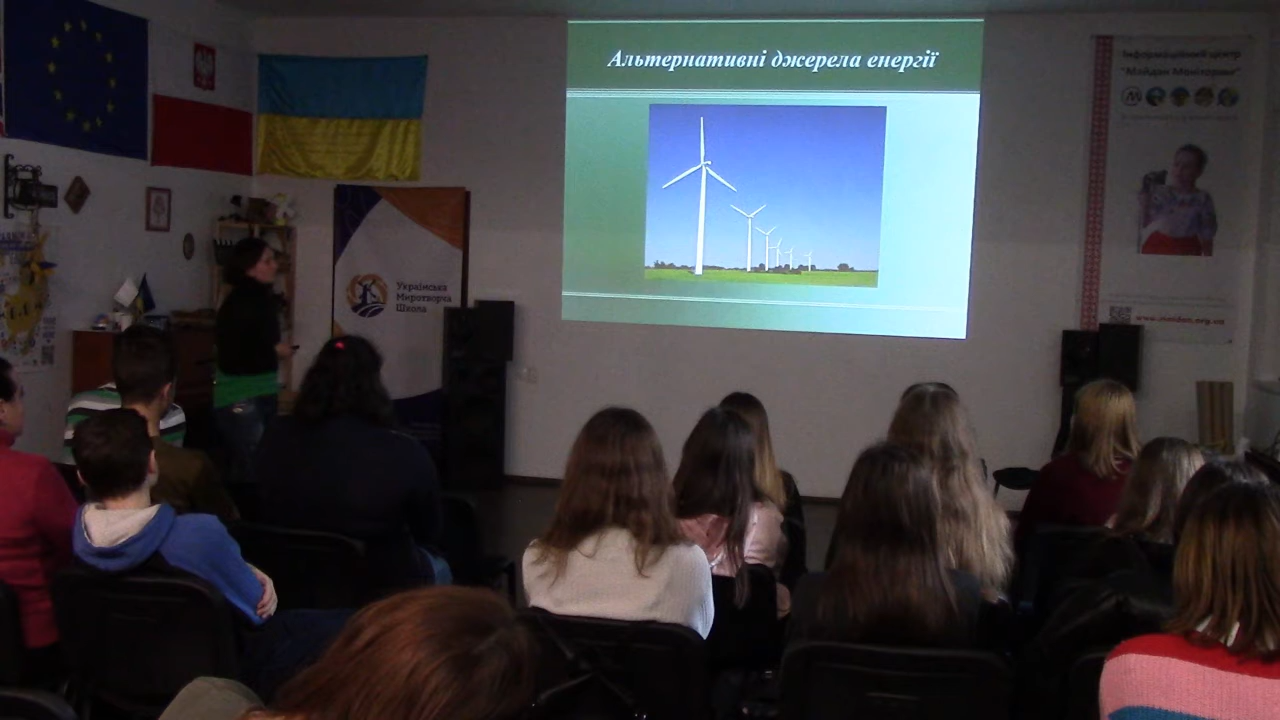 Альтернативні джерела енергії
Українська
Миротворча
Школа
Інформаційний центр
"Майдан Моніторинг"
www.maidan.org.ua